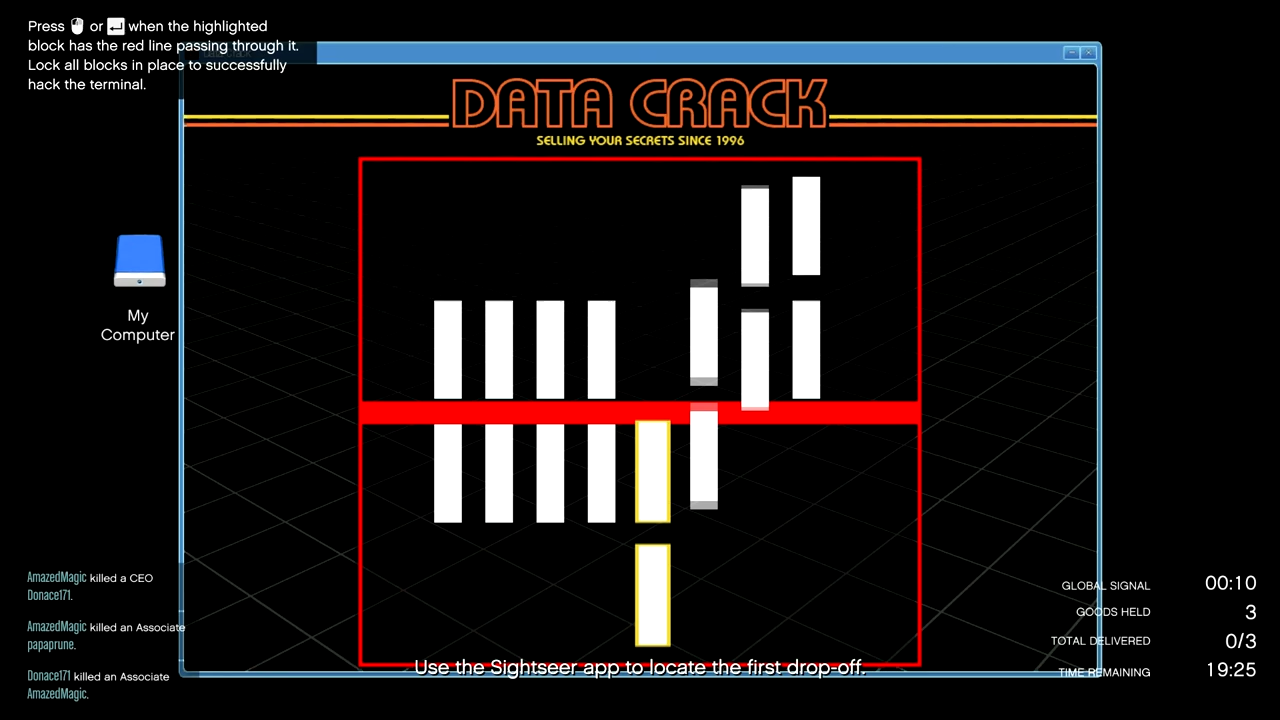 Press or when the highlighted
block has the red line passing through it.
Lock all blocks in place to successfully
hack the terminal.
DATA CRACK
SELLING YOUR SECRETS SINCE 1996
My
Computer
AmazedMagic killed a CEO
Donace171.
AmazedMagic killed an Associate
papaprune.
Donace171 killed an Associate
AmazedMagic.
GLOBAL SIGNAL 00:10
GOODS HELD 3
TOTAL DELIVERED 0/3
TIME REMAINING 19:25
Use the Sightseer app to locate the first drop-off.